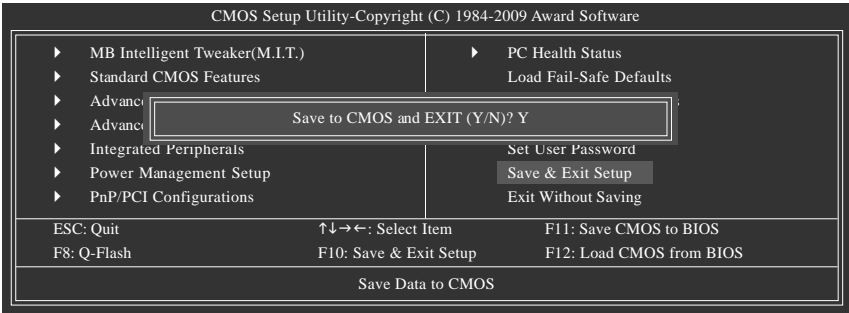 CMOS Setup Utility-Copyright (C) 1984-2009 Award Software
MB Intelligent Tweaker(M.I.T.)
PC Health Status
Standard CMOS Features
Load Fail-Safe Defaults
Save to CMOS and EXIT (Y/N)? Y
Integrated Peripherals
Set User Password
Power Management Setup
Save & Exit Setup
PnP/PCI Configurations
Exit Without Saving
ESC: Quit ↑↓→←: Select Item F11: Save CMOS to BIOS
F8: Q-Flash F10: Save & Exit Setup F12: Load CMOS from BIOS
Save Data to CMOS